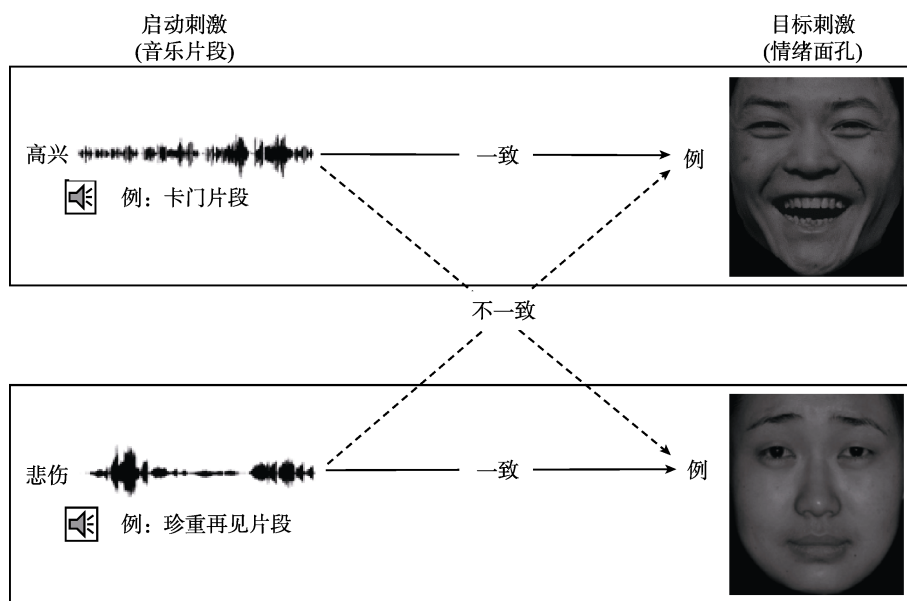 启动刺激
(音乐片段)
目标刺激
(情绪面孔)
高兴
一致
例
例：卡门片段
不一致
悲伤
一致
例
例：珍重再见片段